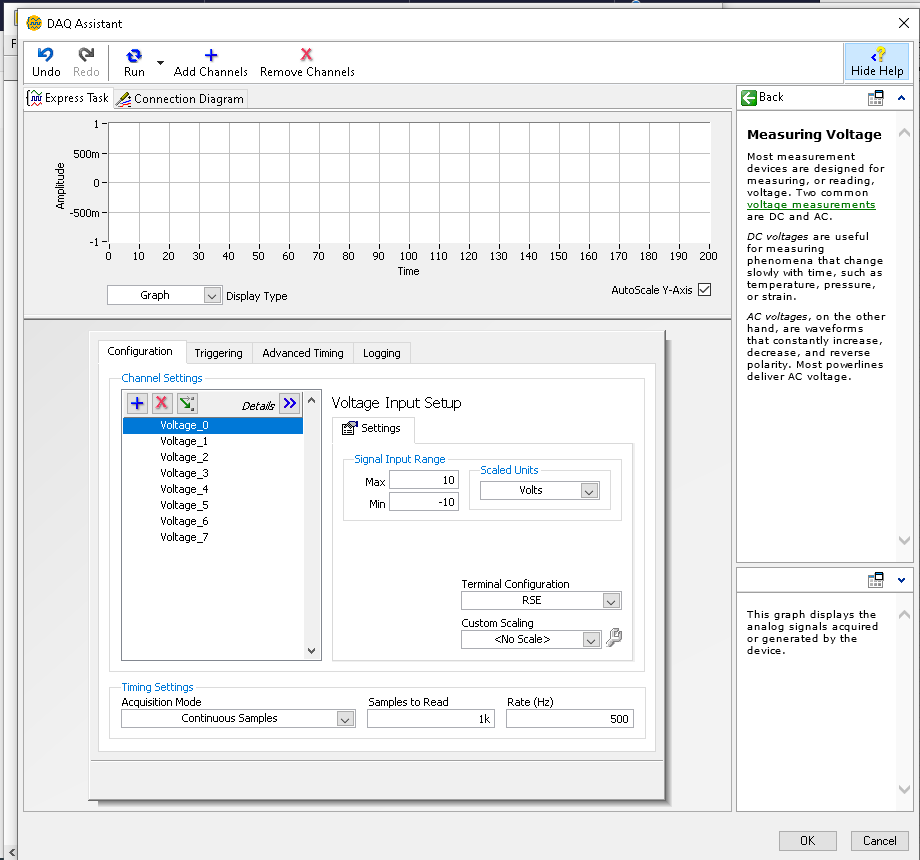 DAQ Assistant
Undo
Redo
Run
Add Channels
Remove Channels
Hide Help
Express Task
Connection Diagram
Amplitude
1
500m
0
-500m
-1
0 10 20 30 40 50 60 70 80 90 100 110 120 130 140 150 160 170 180 190 200
Time
Graph
Display Type
AutoScale Y-Axis
Configuration
Triggering
Advanced Timing
Logging
Channel Settings
Details
Voltage_0
Voltage_1
Voltage_2
Voltage_3
Voltage_4
Voltage_5
Voltage_6
Voltage_7
Voltage Input Setup
Settings
Signal Input Range
Max 10
Min -10
Scaled Units
Volts
Terminal Configuration
RSE
Custom Scaling
<No Scale>
Timing Settings
Acquisition Mode
Continuous Samples
Samples to Read
1k
Rate (Hz)
500
Back
Measuring Voltage
Most measurement
devices are designed for
measuring, or reading,
voltage. Two common
voltage measurements
are DC and AC.
DC voltages are useful
for measuring
phenomena that change
slowly with time, such as
temperature, pressure,
or strain.
AC voltages, on the other
hand, are waveforms
that constantly increase,
decrease, and reverse
polarity. Most powerlines
deliver AC voltage.
This graph displays the
analog signals acquired
or generated by the
device.
OK
Cancel